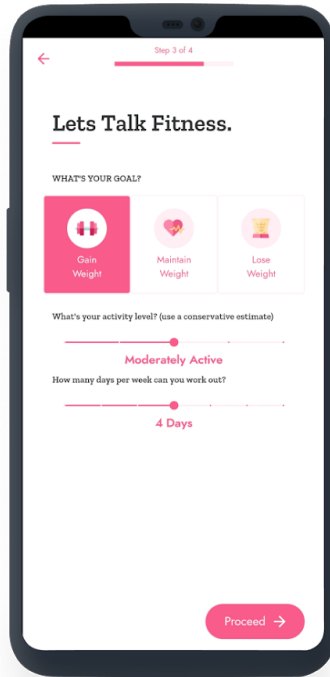 Step 3 of 4
Lets Talk Fitness.
WHAT'S YOUR GOAL?
Gain
Weight
Maintain
Weight
Lose
Weight
What's your activity level? (use a conservative estimate)
Moderately Active
How many days per week can you work out?
4 Days
Proceed